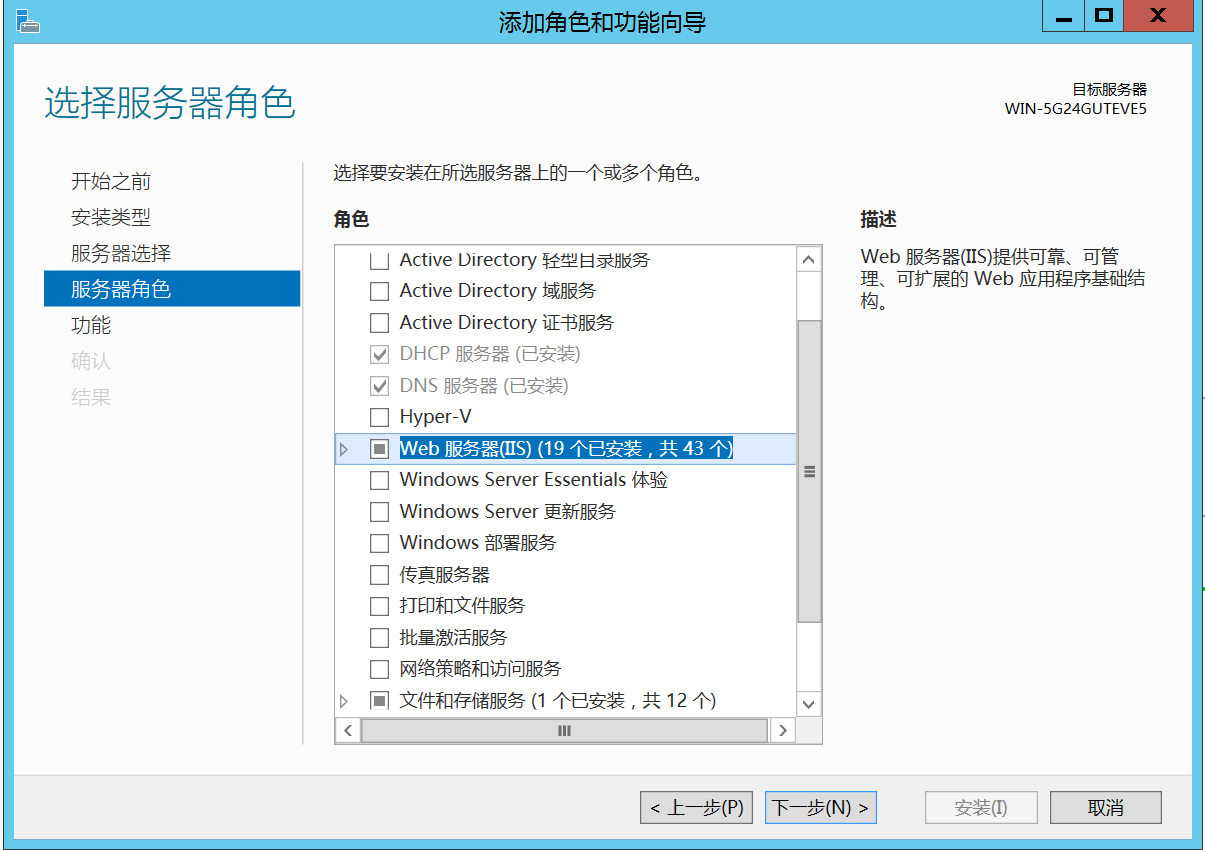 添加角色和功能向导
选择服务器角色
目标服务器
WIN-5G24GUTEVE5
开始之前
安装类型
服务器选择
服务器角色
功能
确认
结果
选择要安装在所选服务器上的一个或多个角色。
角色
Active Directory 轻型目录服务
Active Directory 域服务
Active Directory 证书服务
DHCP 服务器 (已安装)
DNS 服务器 (已安装)
Hyper-V
Web 服务器(IIS) (19 个已安装，共 43 个)
Windows Server Essentials 体验
Windows Server 更新服务
Windows 部署服务
传真服务器
打印和文件服务
批量激活服务
网络策略和访问服务
文件和存储服务 (1 个已安装，共 12 个)
描述
Web 服务器(IIS)提供可靠、可管
理、可扩展的 Web 应用程序基础结
构。
< 上一步(P)
下一步(N) >
安装(I)
取消